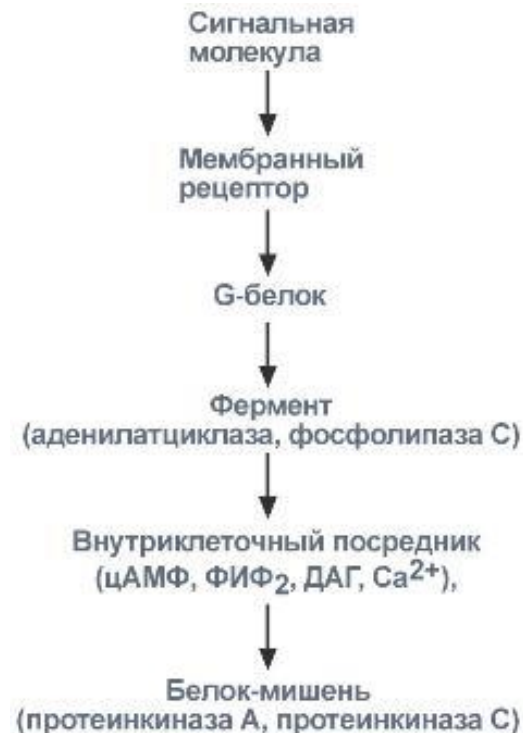 Сигнальная
молекула
Мембранный
рецептор
G-белок
Фермент
(аденилатциклаза, фосфолипаза С)
Внутриклеточный посредник
(цАМФ, ФИФ2, ДАГ, Ca2+),
Белок-мишень
(протеинкиназа А, протеинкиназа С)